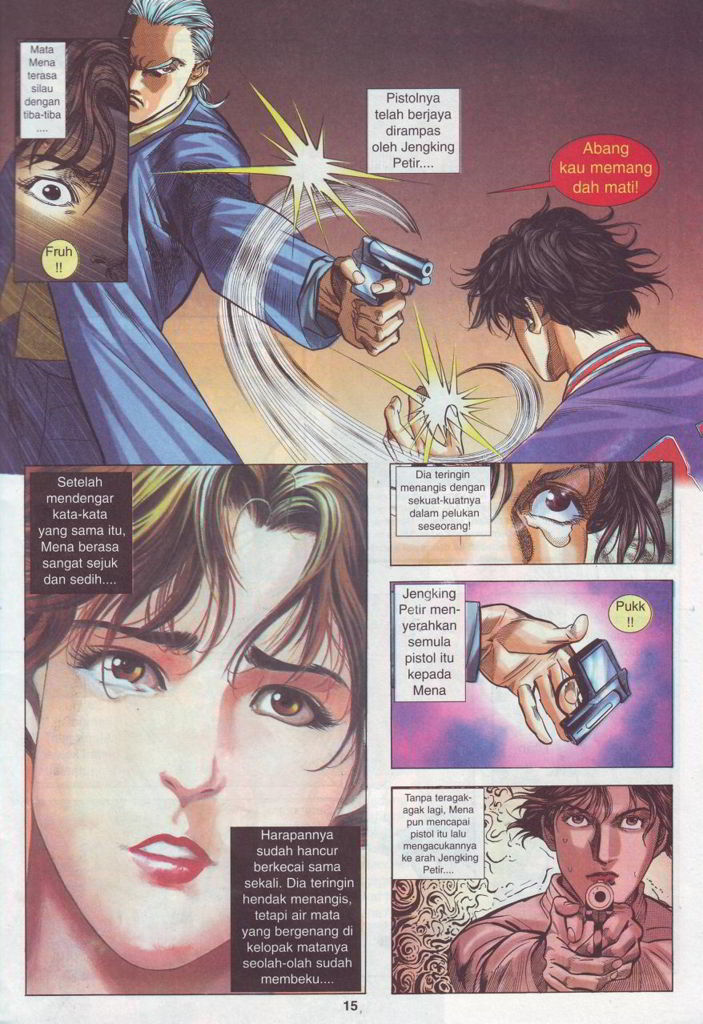 Mata
Mena
terasa
silau
dengan
tiba-tiba
....
Fruh
!!
Pistolnya
telah berjaya
dirampas
oleh Jengking
Petir....
Abang
kau memang
dah mati!
Setelah
mendengar
kata-kata
yang sama itu,
Mena berasa
sangat sejuk
dan sedih....
Harapannya
sudah hancur
berkecai sama
sekali. Dia teringin
hendak menangis,
tetapi air mata
yang bergenang di
kelopak matanya
seolah-olah sudah
membeku....
Dia teringin
menangis dengan
sekuat-kuatnya
dalam pelukan
seseorang!
Jengking
Petir men-
yerahkan
semula
pistol itu
kepada
Mena
Pukk
!!
Tanpa teragak-
agak lagi, Mena
pun mencapai
pistol itu lalu
mengacukannya
ke arah Jengking
Petir....
15